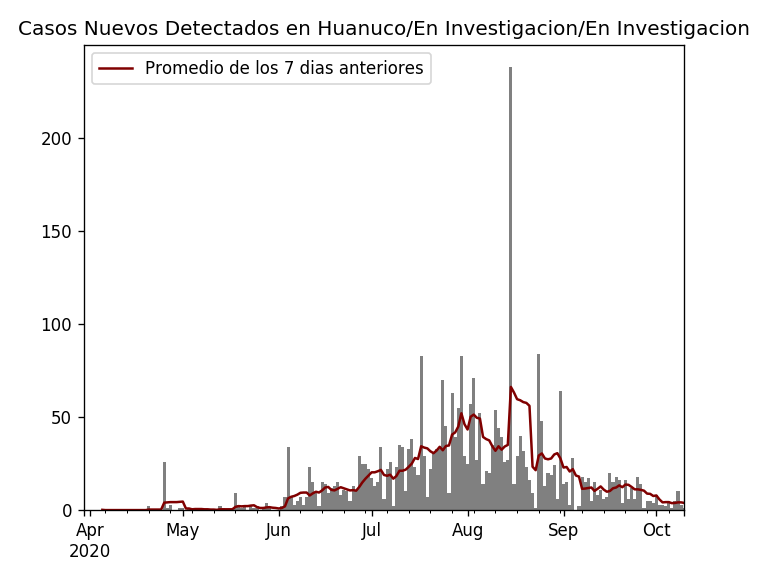 Casos Nuevos Detectados en Huanuco/En Investigacion/En Investigacion
Promedio de los 7 dias anteriores
200
150
100
50
0
Apr May Jun Jul Aug Sep Oct
2020